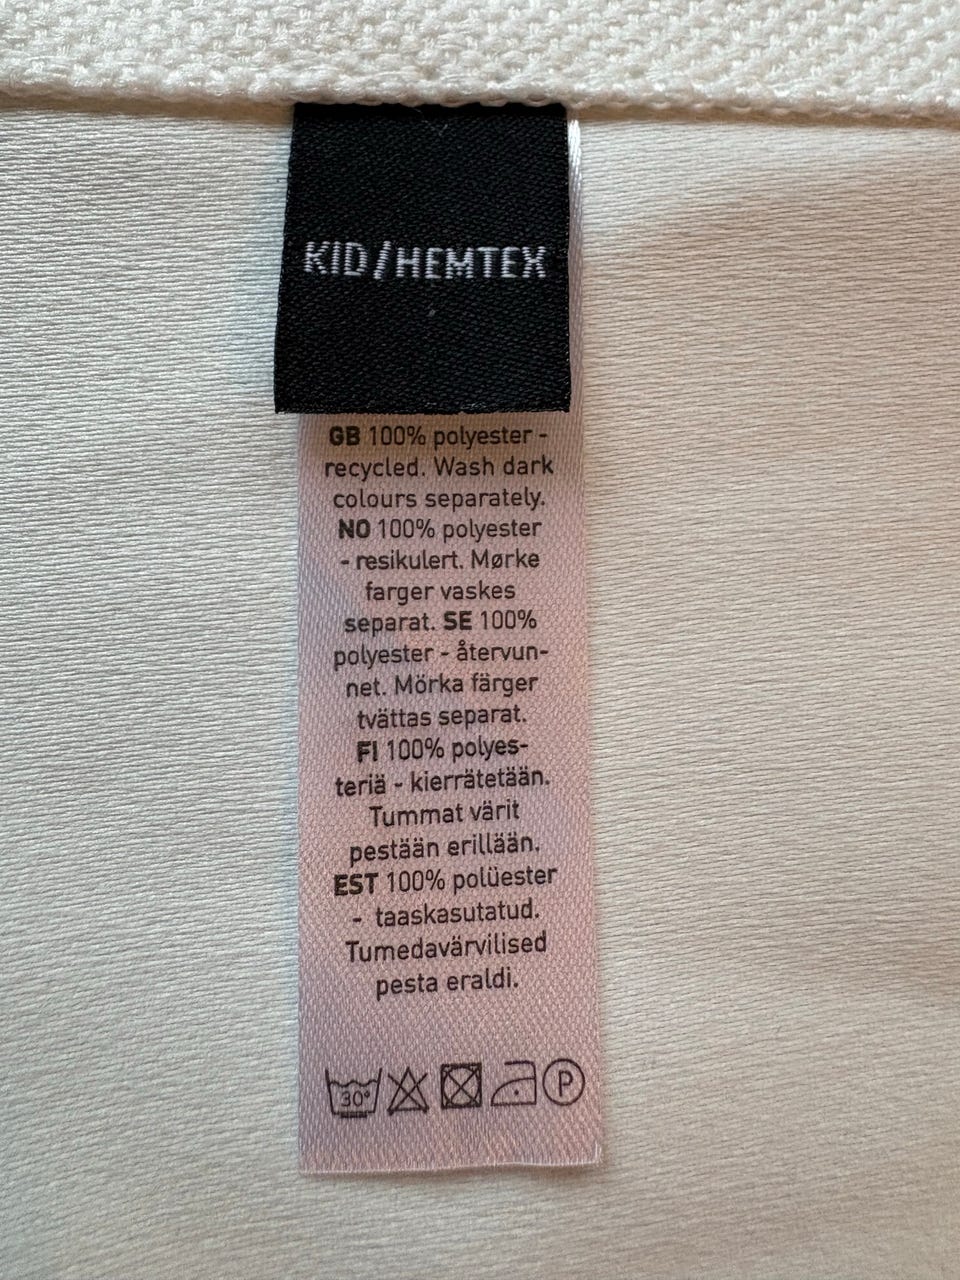 KID/HEMTEX
GB 100% polyester -
recycled. Wash dark
colours separately.
NO 100% polyester
- resikulert. Mørke
farger vaskes
separat. SE 100%
polyester - återvun-
net. Mörka färger
tvättas separat.
FI 100% polyes-
teriä - kierrätetään.
Tummat värit
pestään erillään.
EST 100% polüester
- taaskasutatud.
Tumedavärvilised
pesta eraldi.
30° P